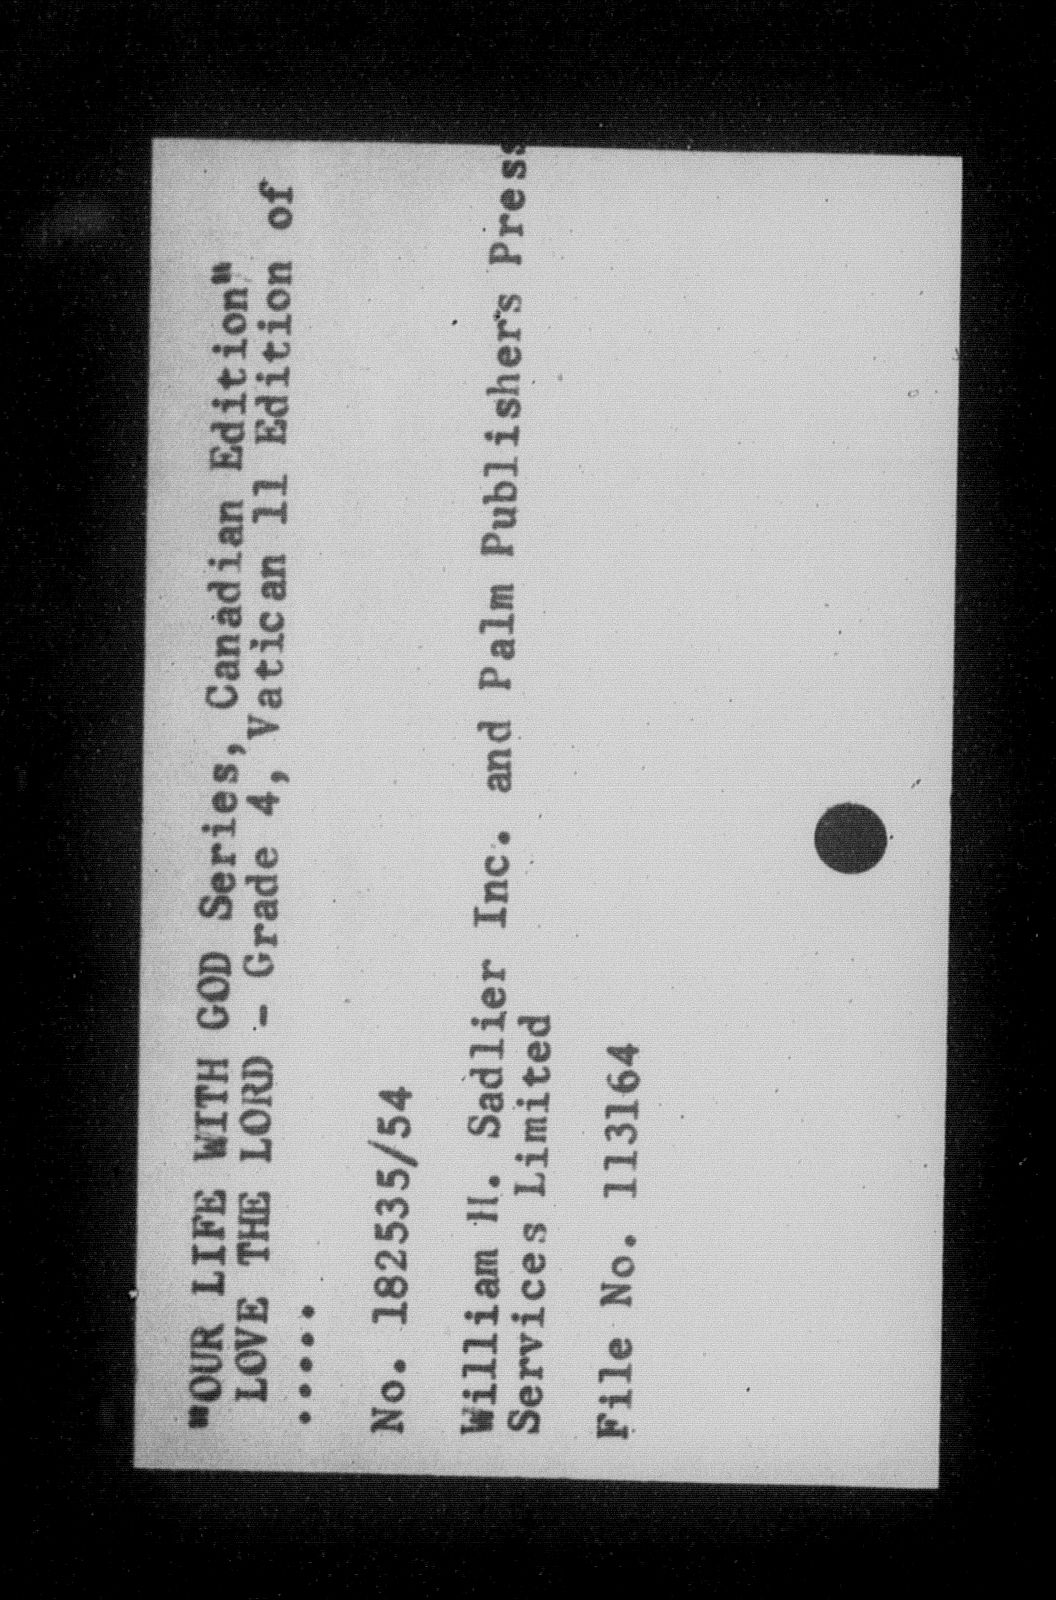 "OUR LIFE WITH GOD Series, Canadian Edition"
LOVE THE LORD - Grade 4, Vatican 11 Edition of
.....
No. 182535/54
William H. Sadlier Inc. and Palm Publishers Press
Services Limited
File No. 113164